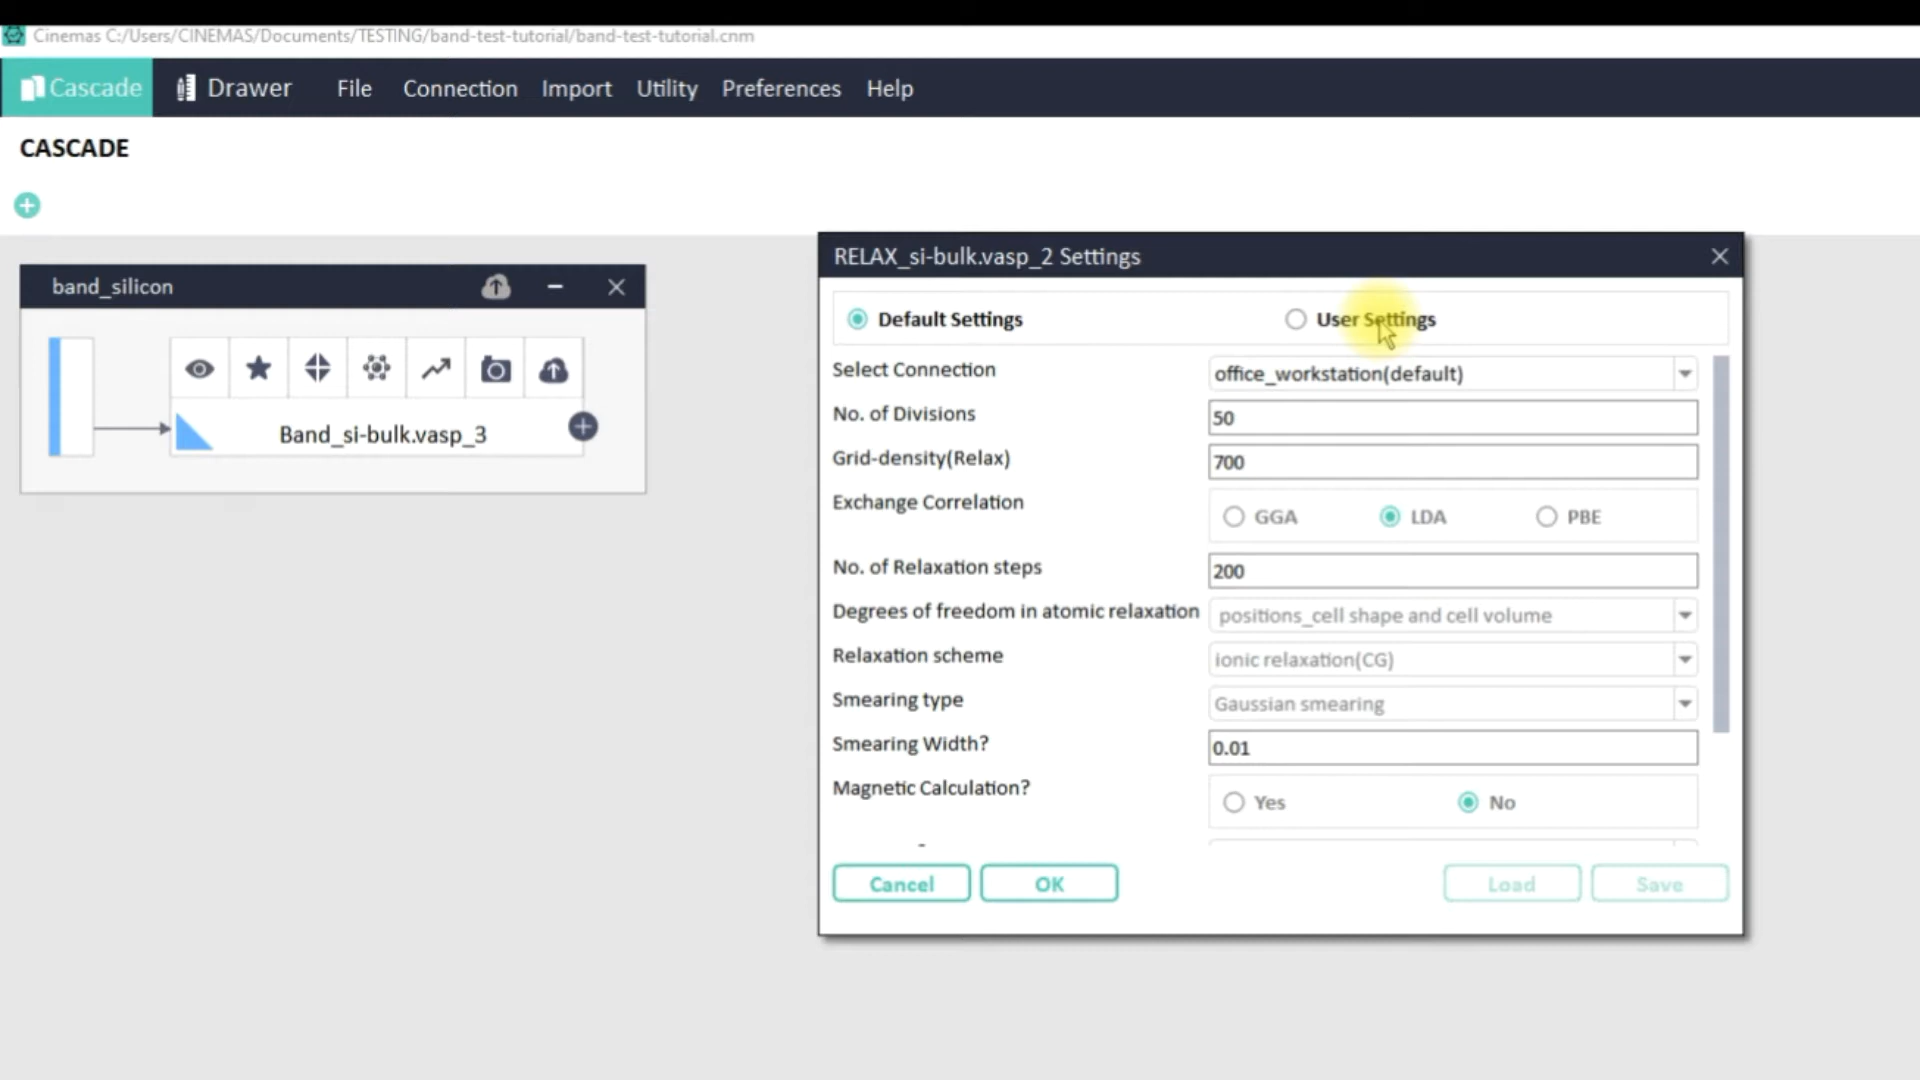 Cinemas C:/Users/CINEMAS/Documents/TESTING/band-test-tutorial/band-test-tutorial.cnm
Cascade Drawer File Connection Import Utility Preferences Help
CASCADE
band_silicon
Band_si-bulk.vasp_3
RELAX_si-bulk.vasp_2 Settings
Default Settings User Settings
Select Connection office_workstation(default)
No. of Divisions 50
Grid-density(Relax) 700
Exchange Correlation GGA LDA PBE
No. of Relaxation steps 200
Degrees of freedom in atomic relaxation positions_cell shape and cell volume
Relaxation scheme ionic relaxation(CG)
Smearing type Gaussian smearing
Smearing Width? 0.01
Magnetic Calculation? Yes No
Cancel OK Load Save